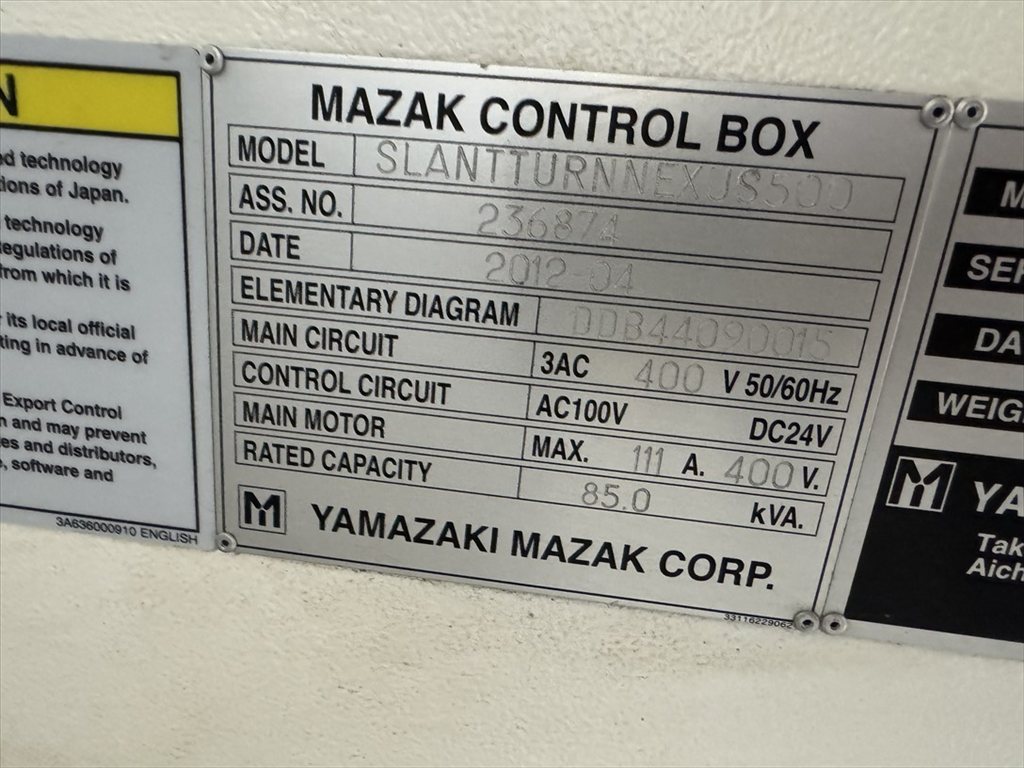 N
ed technology
tions of Japan.
technology
egulations of
from which it is
its local official
ting in advance of
Export Control
n and may prevent
es and distributors,
, software and
3A636000910 ENGLISH
MAZAK CONTROL BOX
MODEL SLANTTURNNEXUS500
ASS. NO. 236874
DATE 2012-04
ELEMENTARY DIAGRAM DDB44090015
MAIN CIRCUIT 3AC 400 V 50/60Hz
CONTROL CIRCUIT AC100V DC24V
MAIN MOTOR MAX. 111 A. 400 V.
RATED CAPACITY 85.0 kVA.
M YAMAZAKI MAZAK CORP.
33116229062
M
SER
DA
WEIG
M YA
Tak
Aich